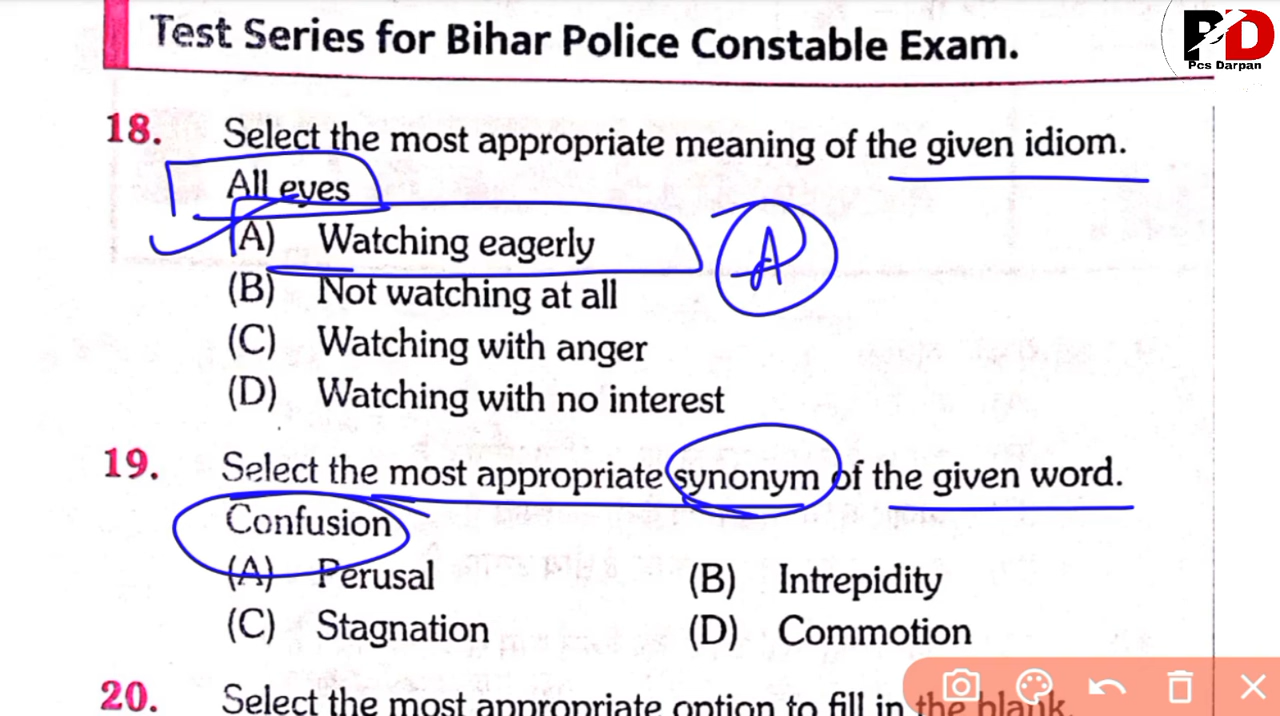 Test Series for Bihar Police Constable Exam.
PD
Pcs Darpan
18. Select the most appropriate meaning of the given idiom.
All eyes
(A) Watching eagerly
A
(B) Not watching at all
(C) Watching with anger
(D) Watching with no interest
19. Select the most appropriate synonym of the given word.
Confusion
(A) Perusal (B) Intrepidity
(C) Stagnation (D) Commotion
20. Select the most appropriate option to fill in the blank.